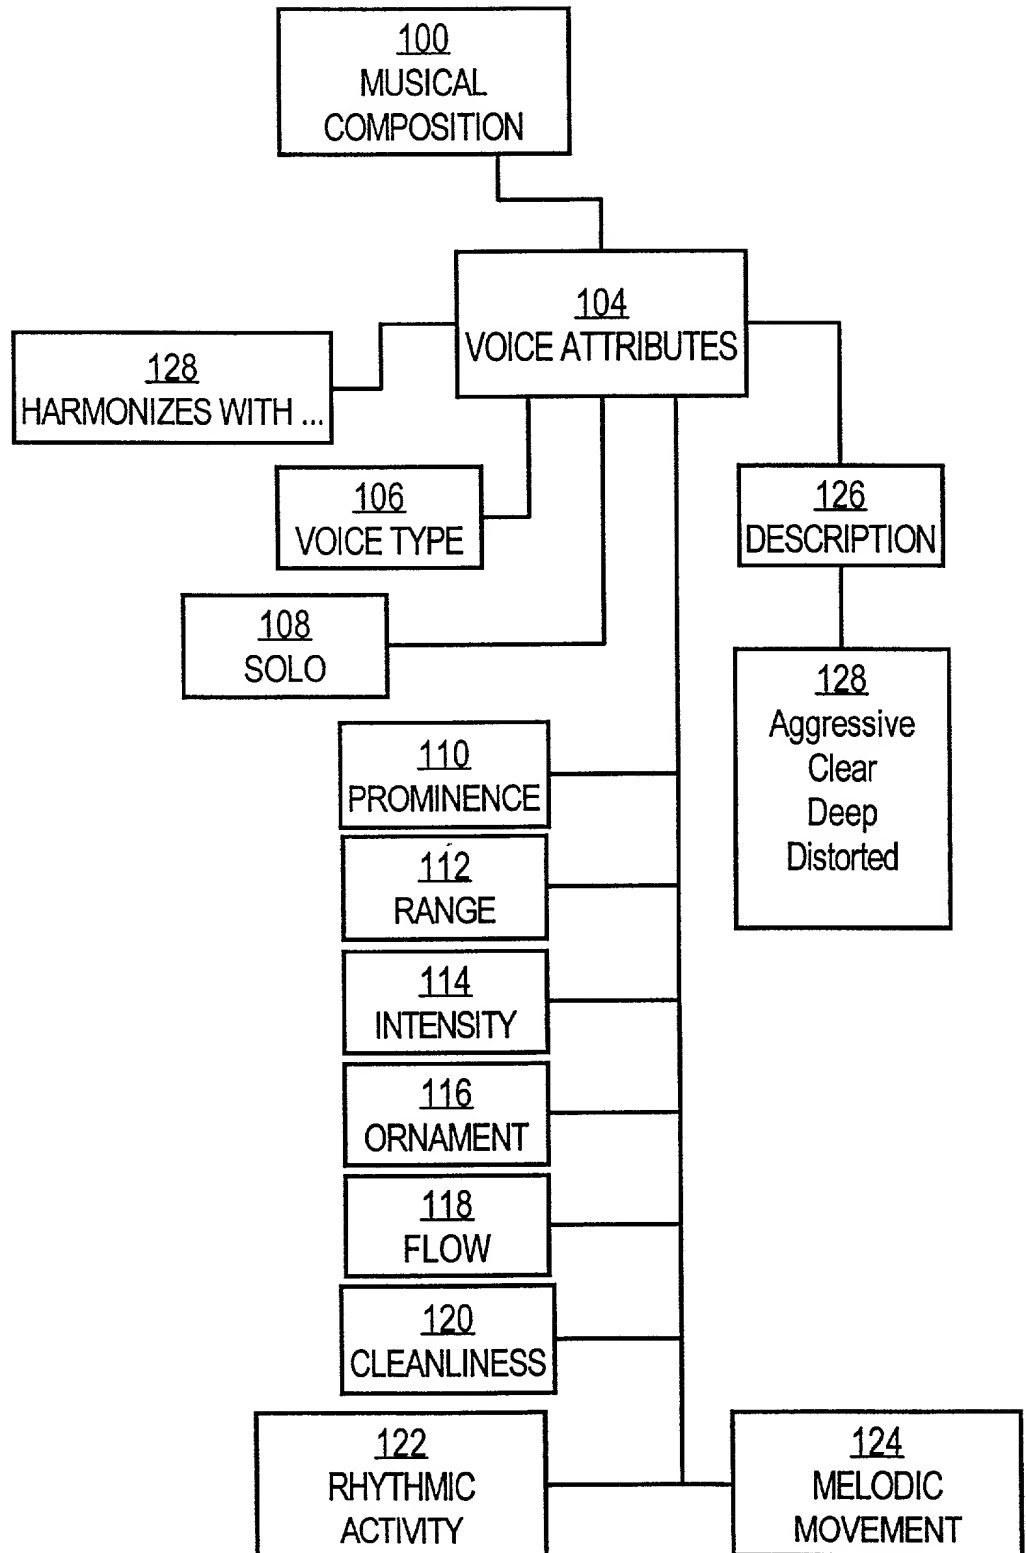 100
MUSICAL
COMPOSITION
104
VOICE ATTRIBUTES
128
HARMONIZES WITH ...
106
VOICE TYPE
126
DESCRIPTION
108
SOLO
128
Aggressive
Clear
Deep
Distorted
110
PROMINENCE
112
RANGE
114
INTENSITY
116
ORNAMENT
118
FLOW
120
CLEANLINESS
122
RHYTHMIC
ACTIVITY
124
MELODIC
MOVEMENT